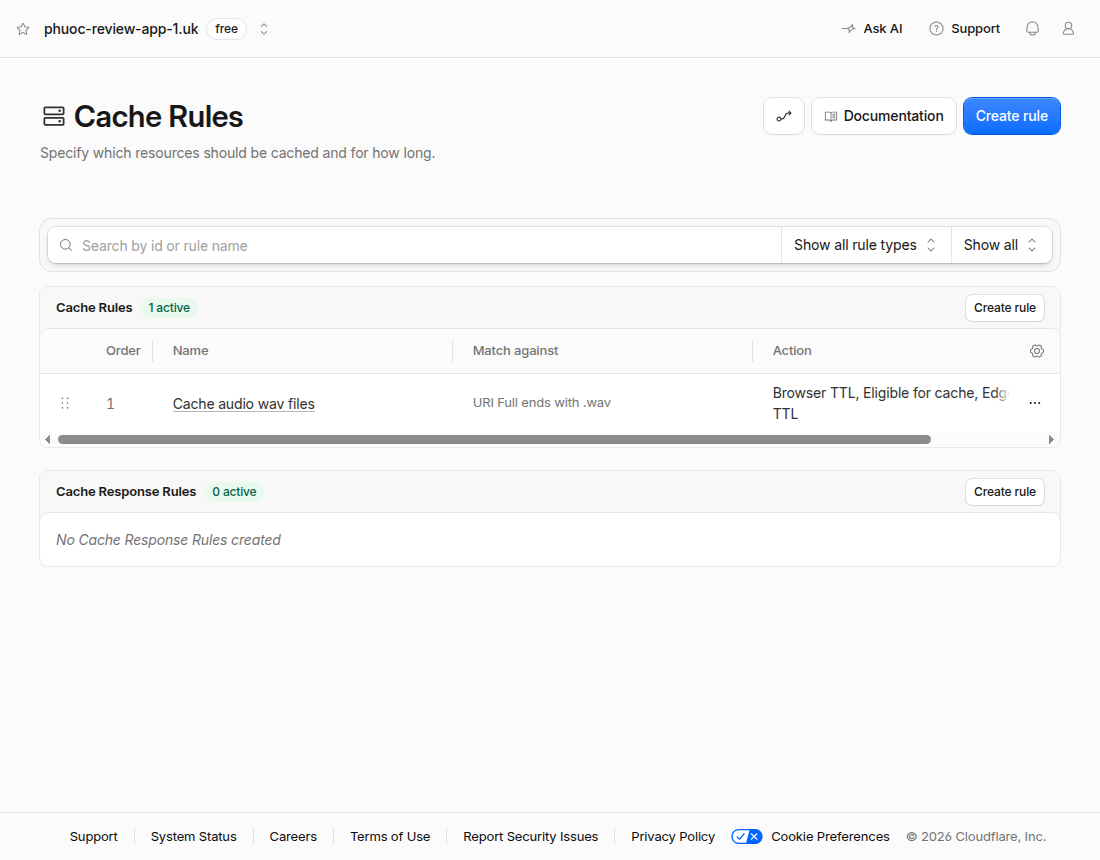 phuoc-review-app-1.uk free Ask AI Support
Cache Rules Documentation Create rule
Specify which resources should be cached and for how long.
Search by id or rule name Show all rule types Show all
Cache Rules 1 active Create rule
Order Name Match against Action
1 Cache audio wav files URI Full ends with .wav Browser TTL, Eligible for cache, Edge
TTL
Cache Response Rules 0 active Create rule
No Cache Response Rules created
Support System Status Careers Terms of Use Report Security Issues Privacy Policy Cookie Preferences © 2026 Cloudflare, Inc.